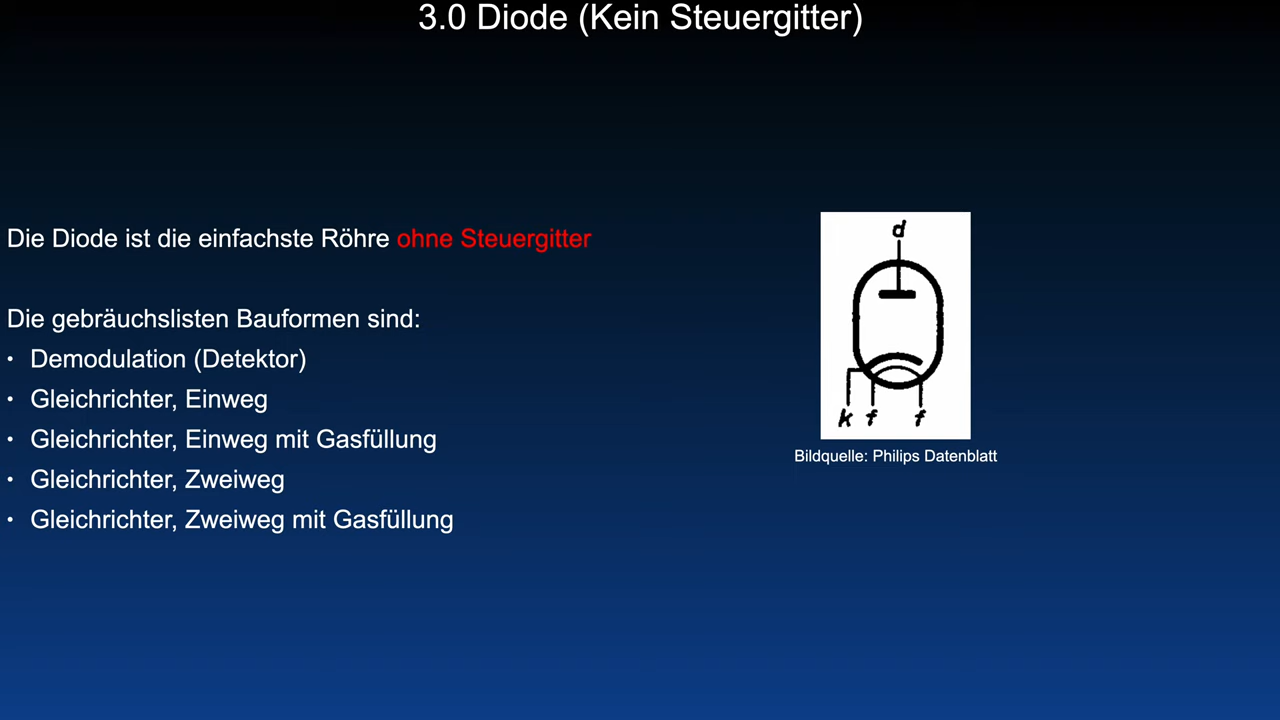 3.0 Diode (Kein Steuergitter)
Die Diode ist die einfachste Röhre ohne Steuergitter
Die gebräuchslisten Bauformen sind:
• Demodulation (Detektor)
• Gleichrichter, Einweg
• Gleichrichter, Einweg mit Gasfüllung
• Gleichrichter, Zweiweg
• Gleichrichter, Zweiweg mit Gasfüllung
d
k f f
Bildquelle: Philips Datenblatt